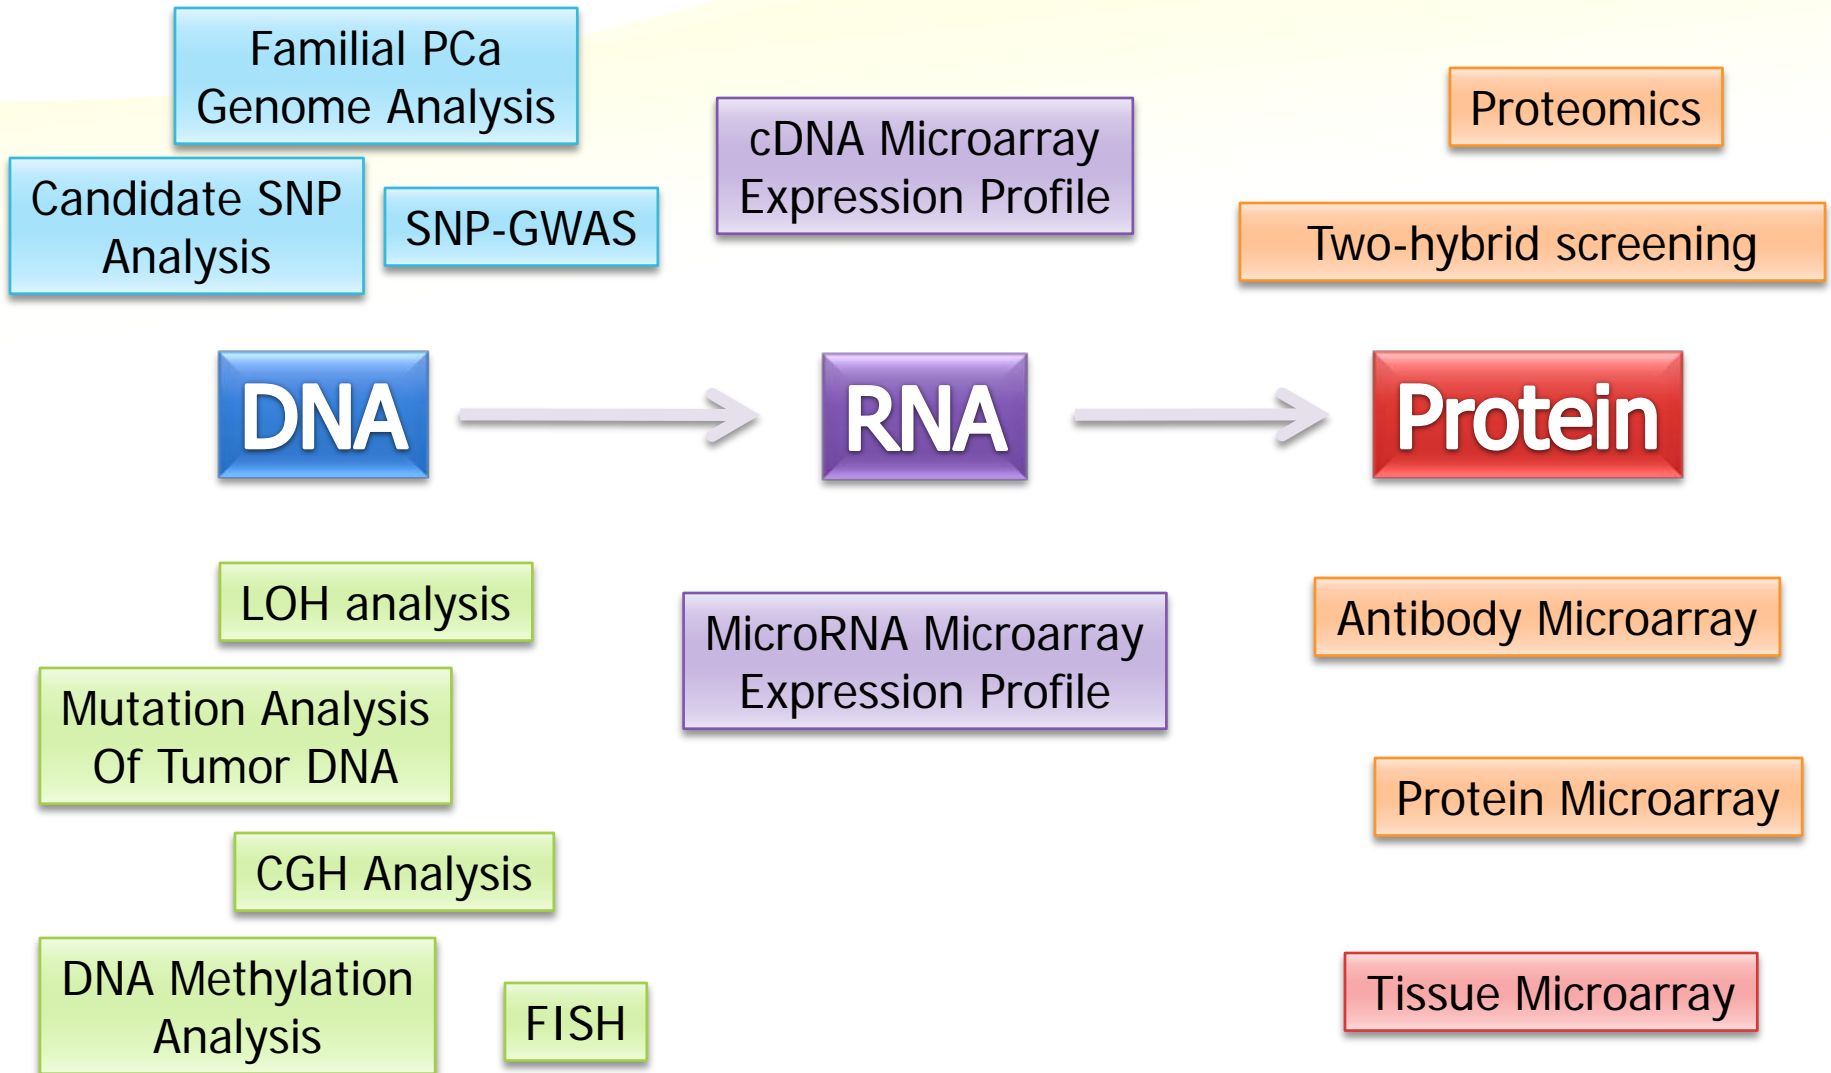 Familial PCa
Genome Analysis
Candidate SNP
Analysis
SNP-GWAS
cDNA Microarray
Expression Profile
Proteomics
Two-hybrid screening
DNA
RNA
Protein
LOH analysis
Mutation Analysis
Of Tumor DNA
CGH Analysis
DNA Methylation
Analysis
FISH
MicroRNA Microarray
Expression Profile
Antibody Microarray
Protein Microarray
Tissue Microarray